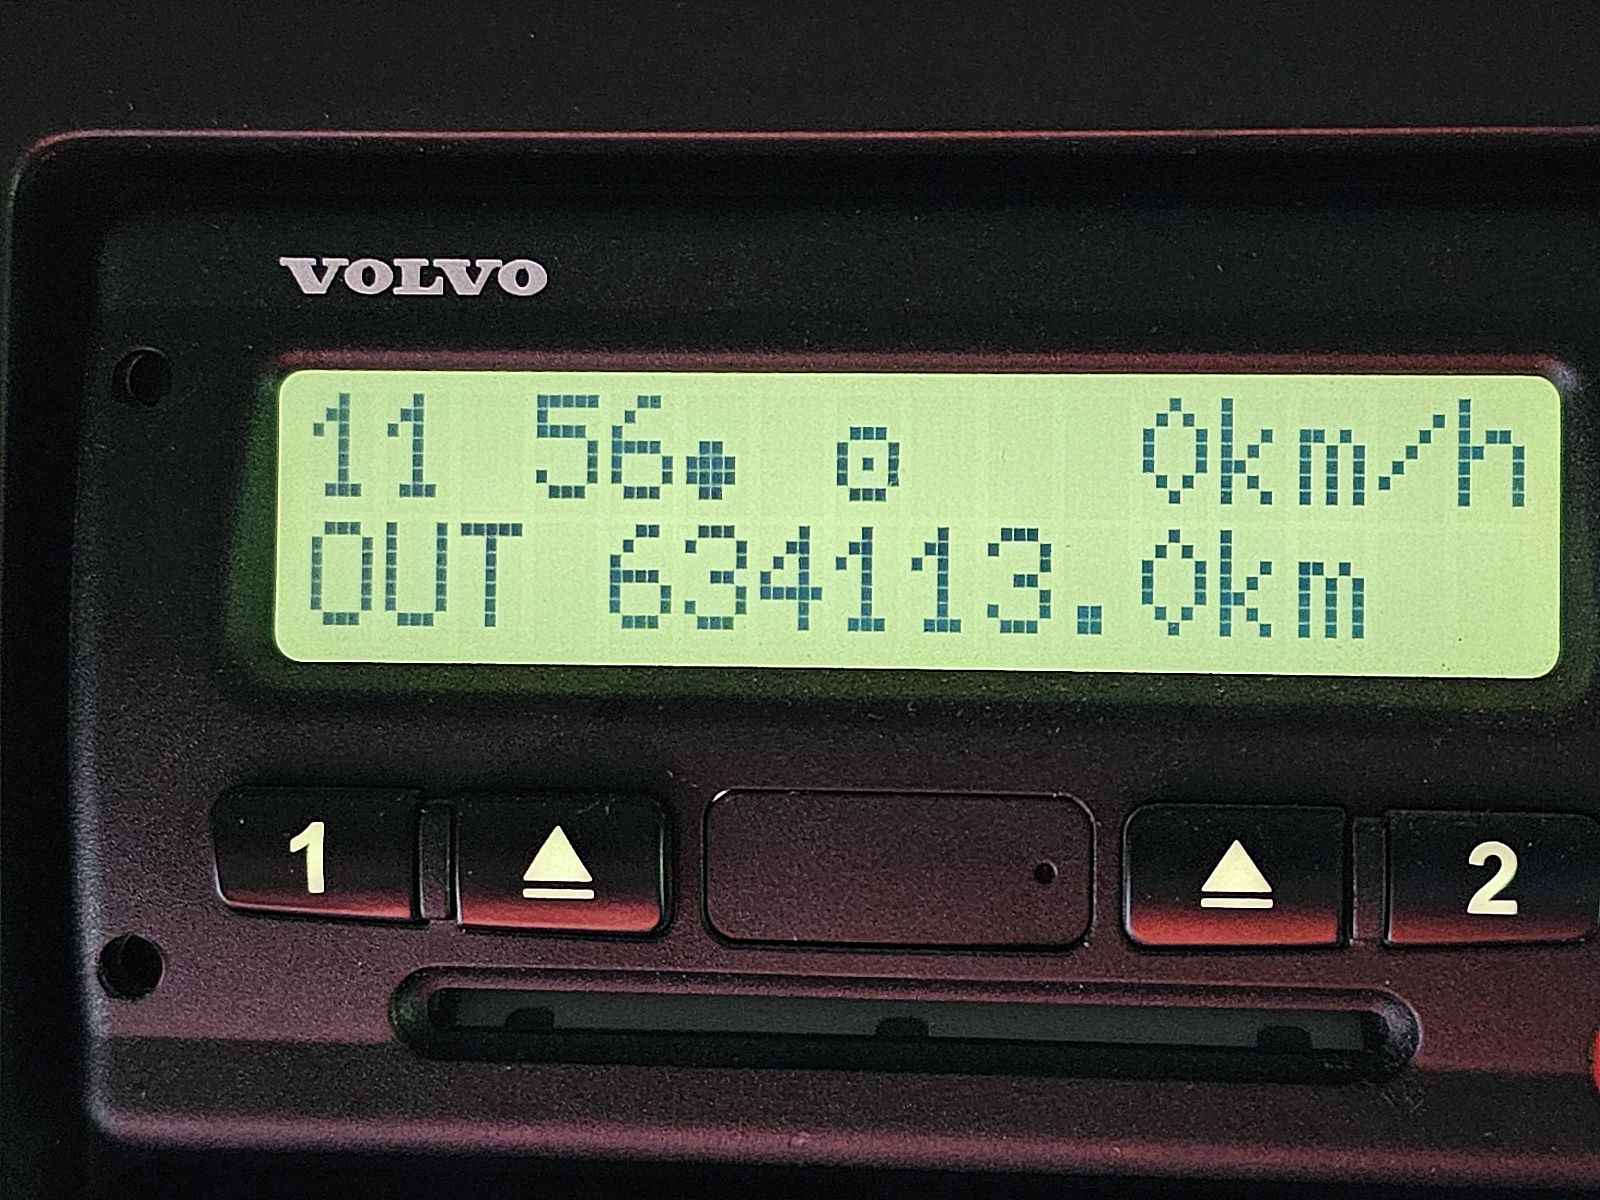 VOLVO
11 56● ⊙ 0km/h
OUT 634113.0km
1 ⏏ ⏏ 2